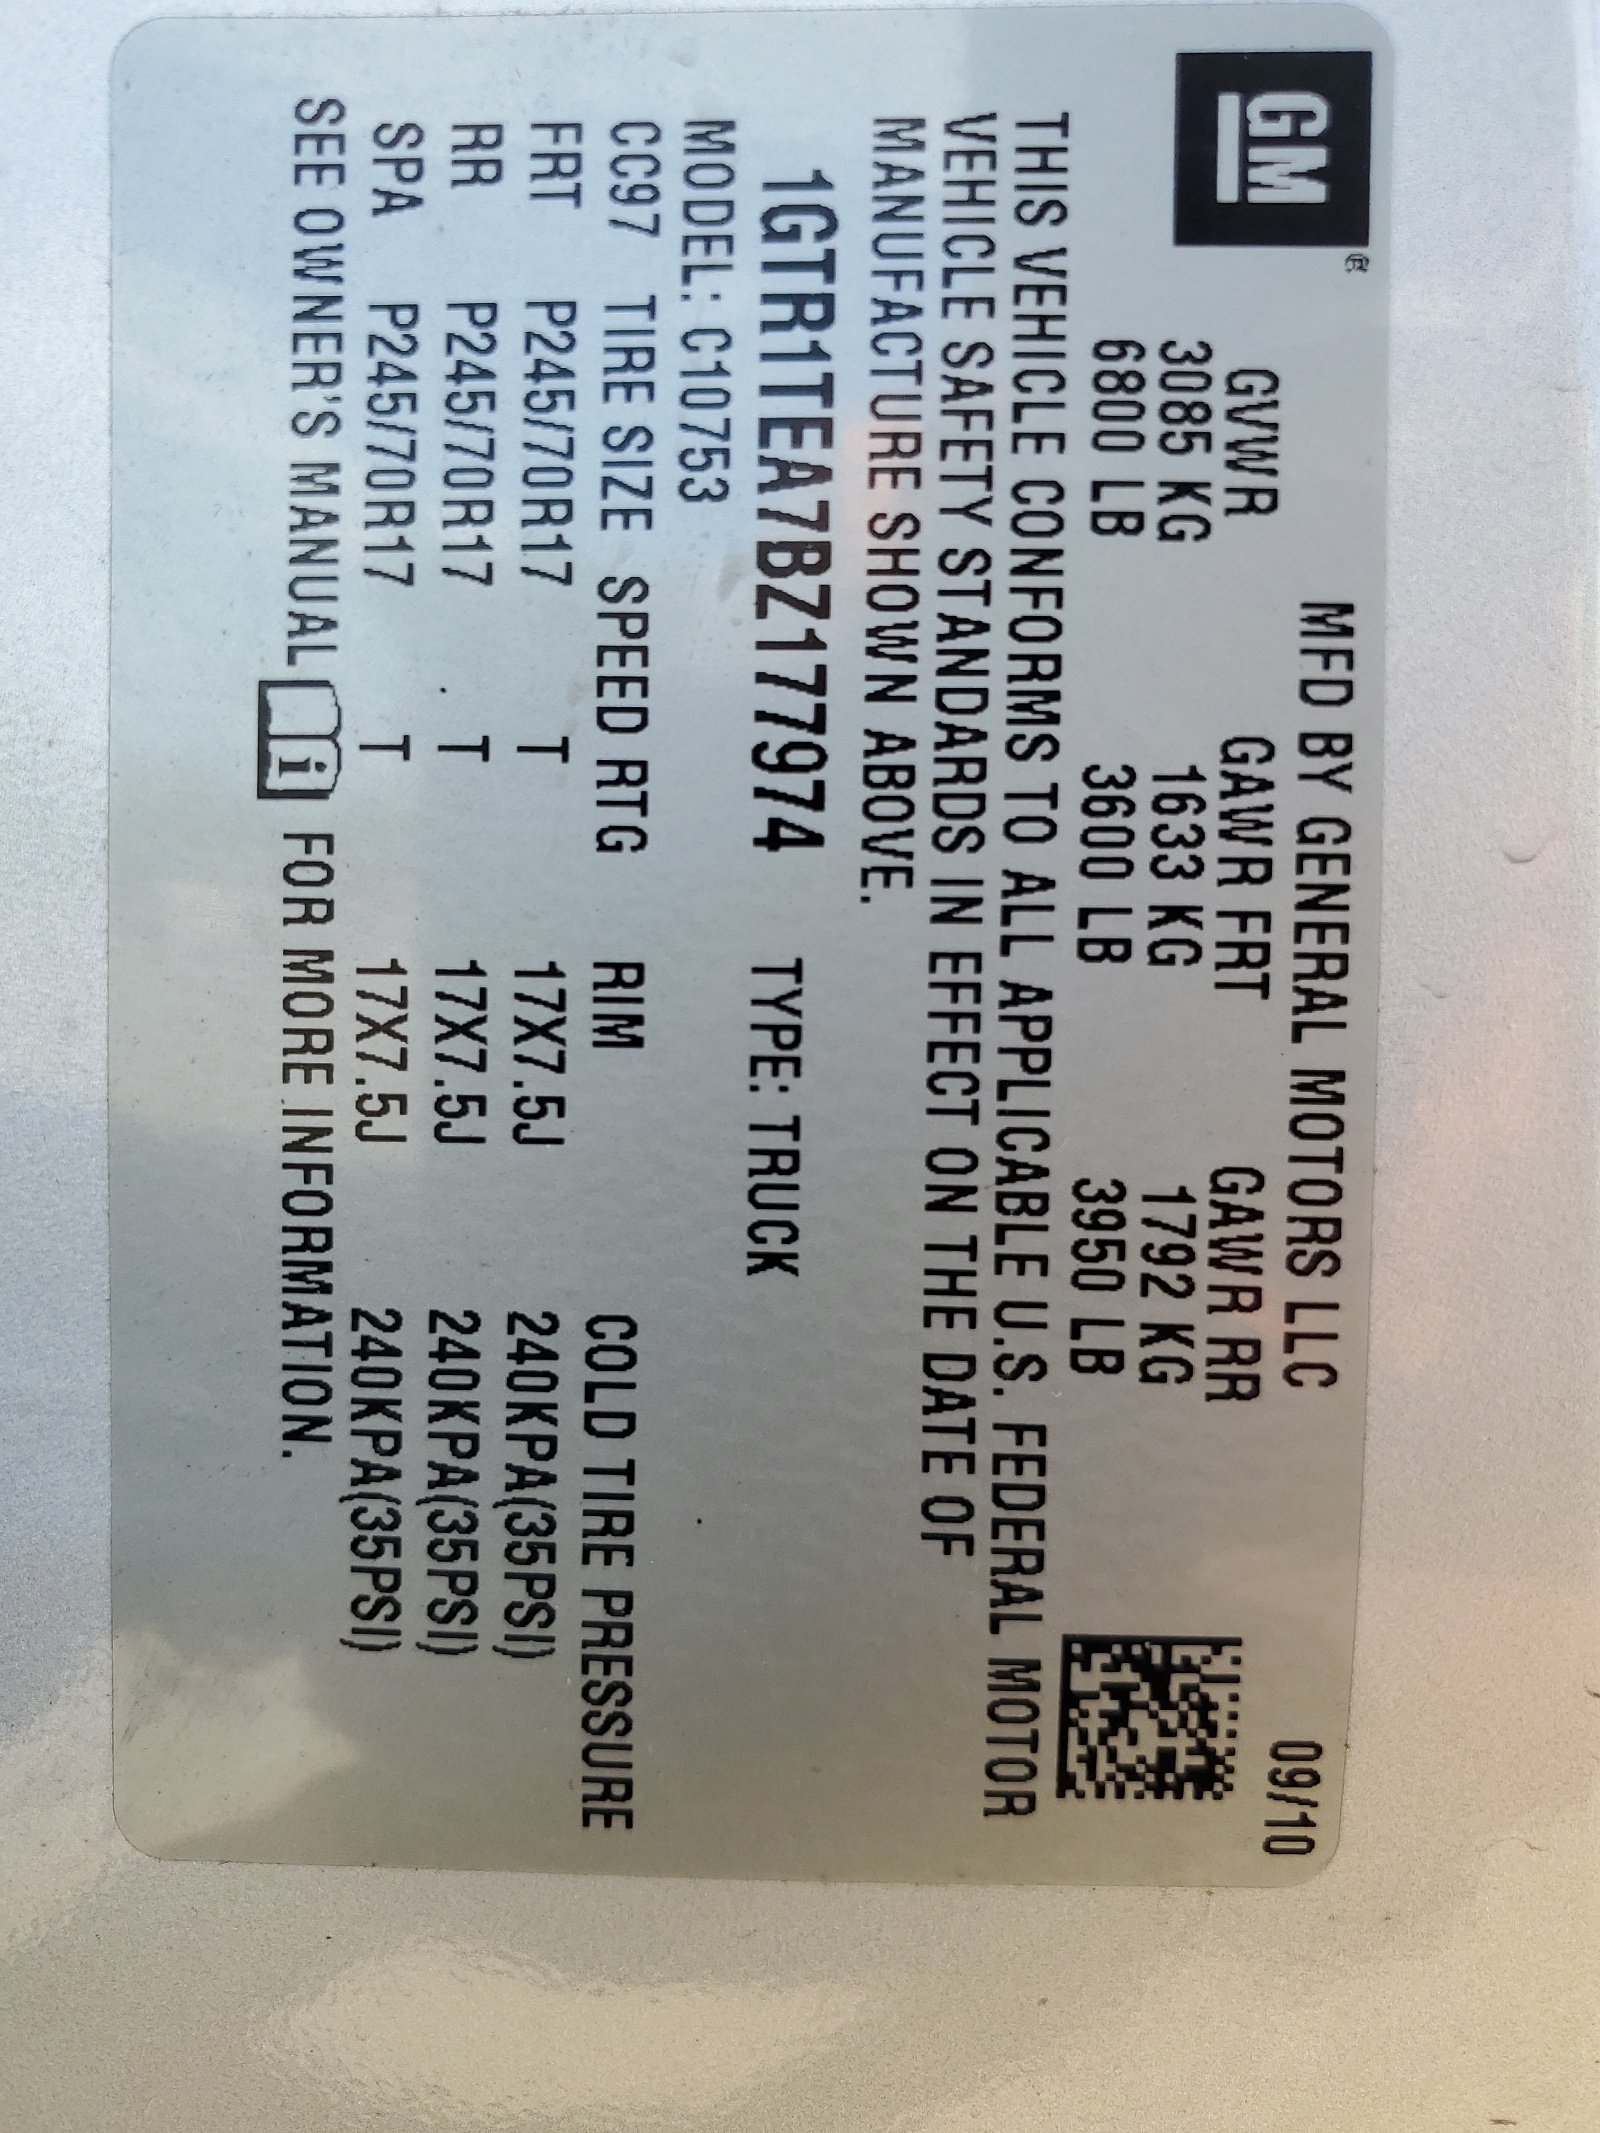 GM®
MFD BY GENERAL MOTORS LLC 09/10
GVWR GAWR FRT GAWR RR
3085 KG 1633 KG 1792 KG
6800 LB 3600 LB 3950 LB
THIS VEHICLE CONFORMS TO ALL APPLICABLE U.S. FEDERAL MOTOR
VEHICLE SAFETY STANDARDS IN EFFECT ON THE DATE OF
MANUFACTURE SHOWN ABOVE.
1GTR1TEA7BZ177974 TYPE: TRUCK
MODEL: C10753
CC97 TIRE SIZE SPEED RTG RIM COLD TIRE PRESSURE
FRT P245/70R17 T 17X7.5J 240KPA(35PSI)
RR P245/70R17 T 17X7.5J 240KPA(35PSI)
SPA P245/70R17 T 17X7.5J 240KPA(35PSI)
SEE OWNER'S MANUAL i FOR MORE INFORMATION.